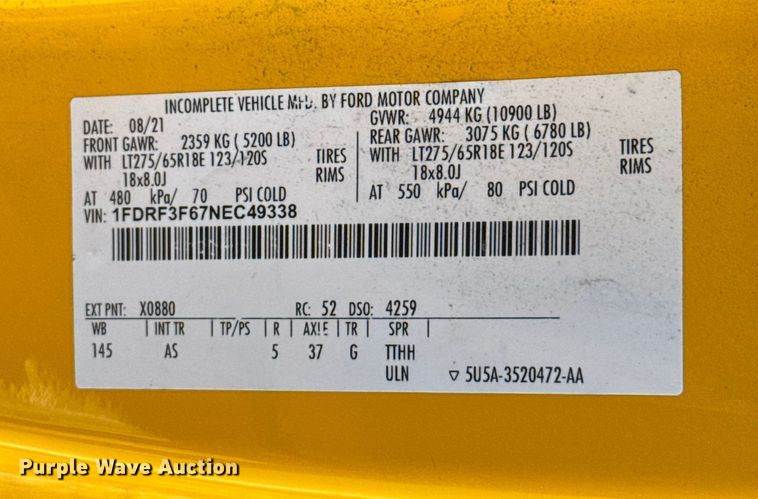 INCOMPLETE VEHICLE MFD. BY FORD MOTOR COMPANY
DATE: 08/21 GVWR: 4944 KG (10900 LB)
FRONT GAWR: 2359 KG ( 5200 LB) REAR GAWR: 3075 KG ( 6780 LB)
WITH LT275/65R18E 123/120S TIRES WITH LT275/65R18E 123/120S TIRES
18x8.0J RIMS 18x8.0J RIMS
AT 480 kPa/ 70 PSI COLD AT 550 kPa/ 80 PSI COLD
VIN: 1FDRF3F67NEC49338
EXT PNT: X0880 RC: 52 DSO: 4259
WB | INT TR | TP/PS | R | AXLE | TR | SPR
145 AS 5 37 G TTHH
ULN ▽ 5U5A-3520472-AA
Purple Wave Auction